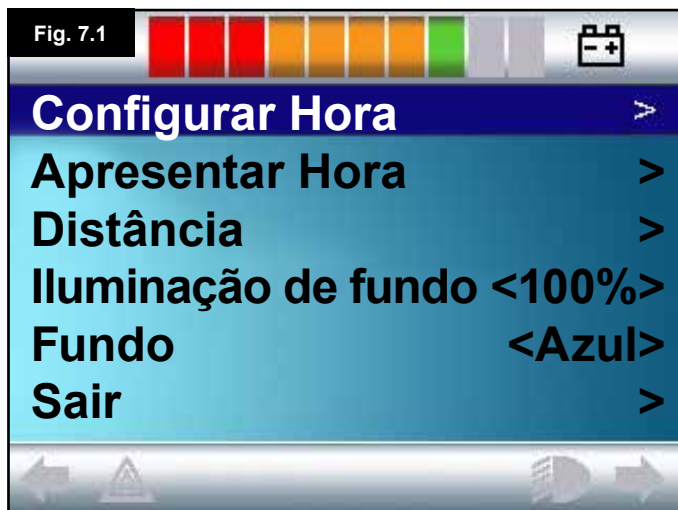 Fig. 7.1
Configurar Hora >
Apresentar Hora >
Distância >
Iluminação de fundo <100%>
Fundo <Azul>
Sair >